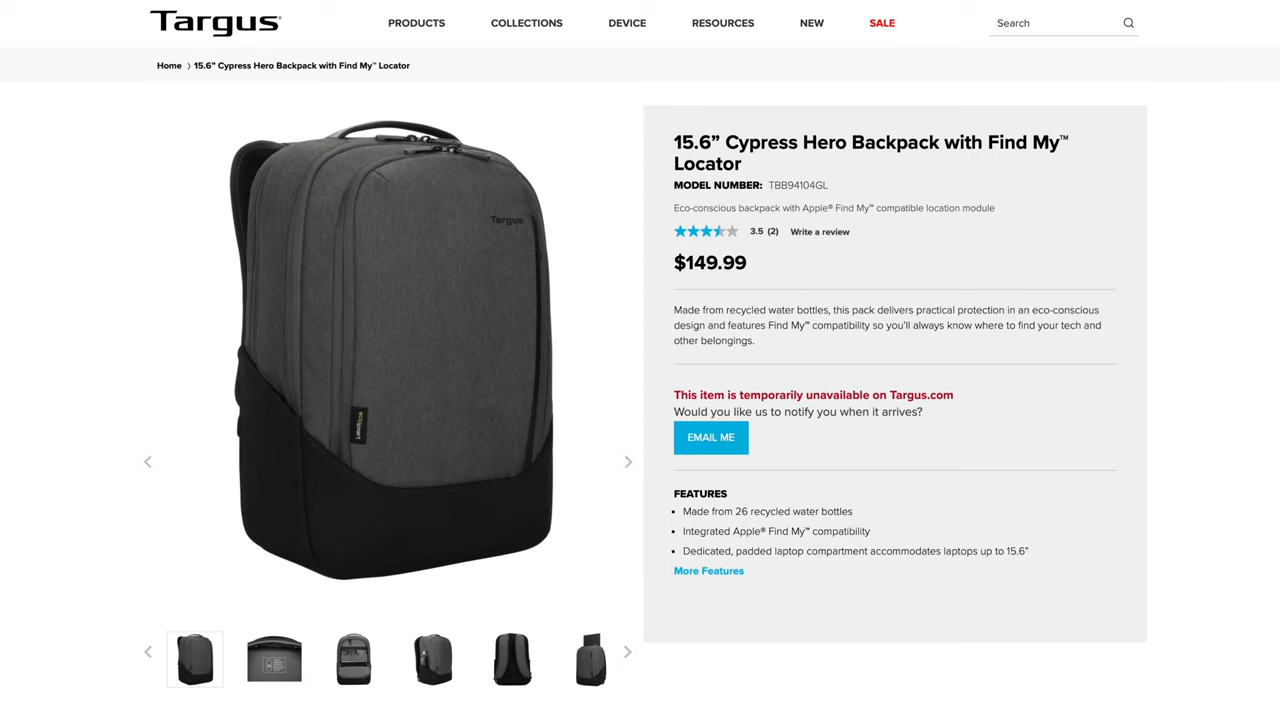 Targus
PRODUCTS
COLLECTIONS
DEVICE
RESOURCES
NEW
SALE
Search
Home 〉 15.6” Cypress Hero Backpack with Find My™ Locator
Targus
ecosmart
15.6” Cypress Hero Backpack with Find My™
Locator
MODEL NUMBER: TBB94104GL
Eco-conscious backpack with Apple® Find My™ compatible location module
3.5 (2) Write a review
$149.99
Made from recycled water bottles, this pack delivers practical protection in an eco-conscious
design and features Find My™ compatibility so you’ll always know where to find your tech and
other belongings.
This item is temporarily unavailable on Targus.com
Would you like us to notify you when it arrives?
EMAIL ME
FEATURES
• Made from 26 recycled water bottles
• Integrated Apple® Find My™ compatibility
• Dedicated, padded laptop compartment accommodates laptops up to 15.6”
More Features